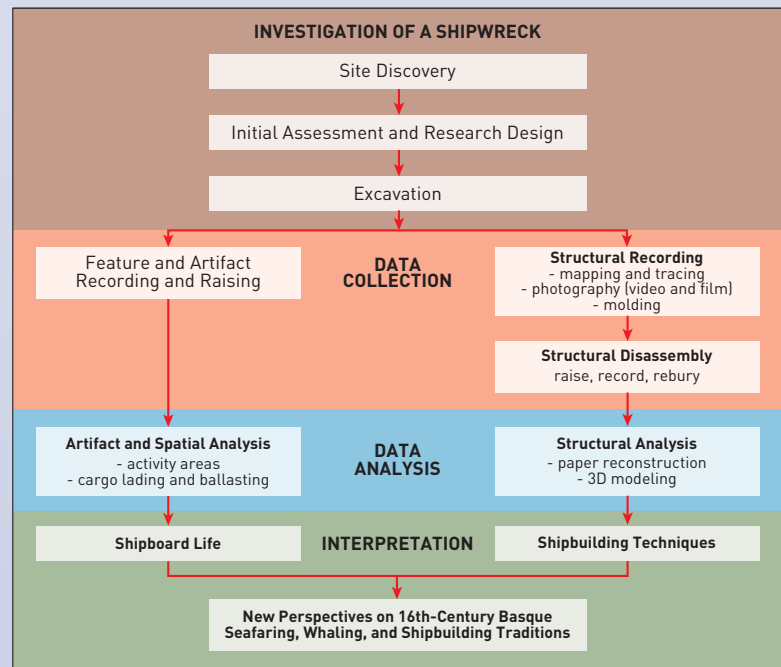 INVESTIGATION OF A SHIPWRECK
Site Discovery
Initial Assessment and Research Design
Excavation
Feature and Artifact
Recording and Raising
DATA
COLLECTION
Structural Recording
- mapping and tracing
- photography (video and film)
- molding
Structural Disassembly
raise, record, rebury
Artifact and Spatial Analysis
- activity areas
- cargo lading and ballasting
DATA
ANALYSIS
Structural Analysis
- paper reconstruction
- 3D modeling
Shipboard Life
INTERPRETATION
Shipbuilding Techniques
New Perspectives on 16th-Century Basque
Seafaring, Whaling, and Shipbuilding Traditions